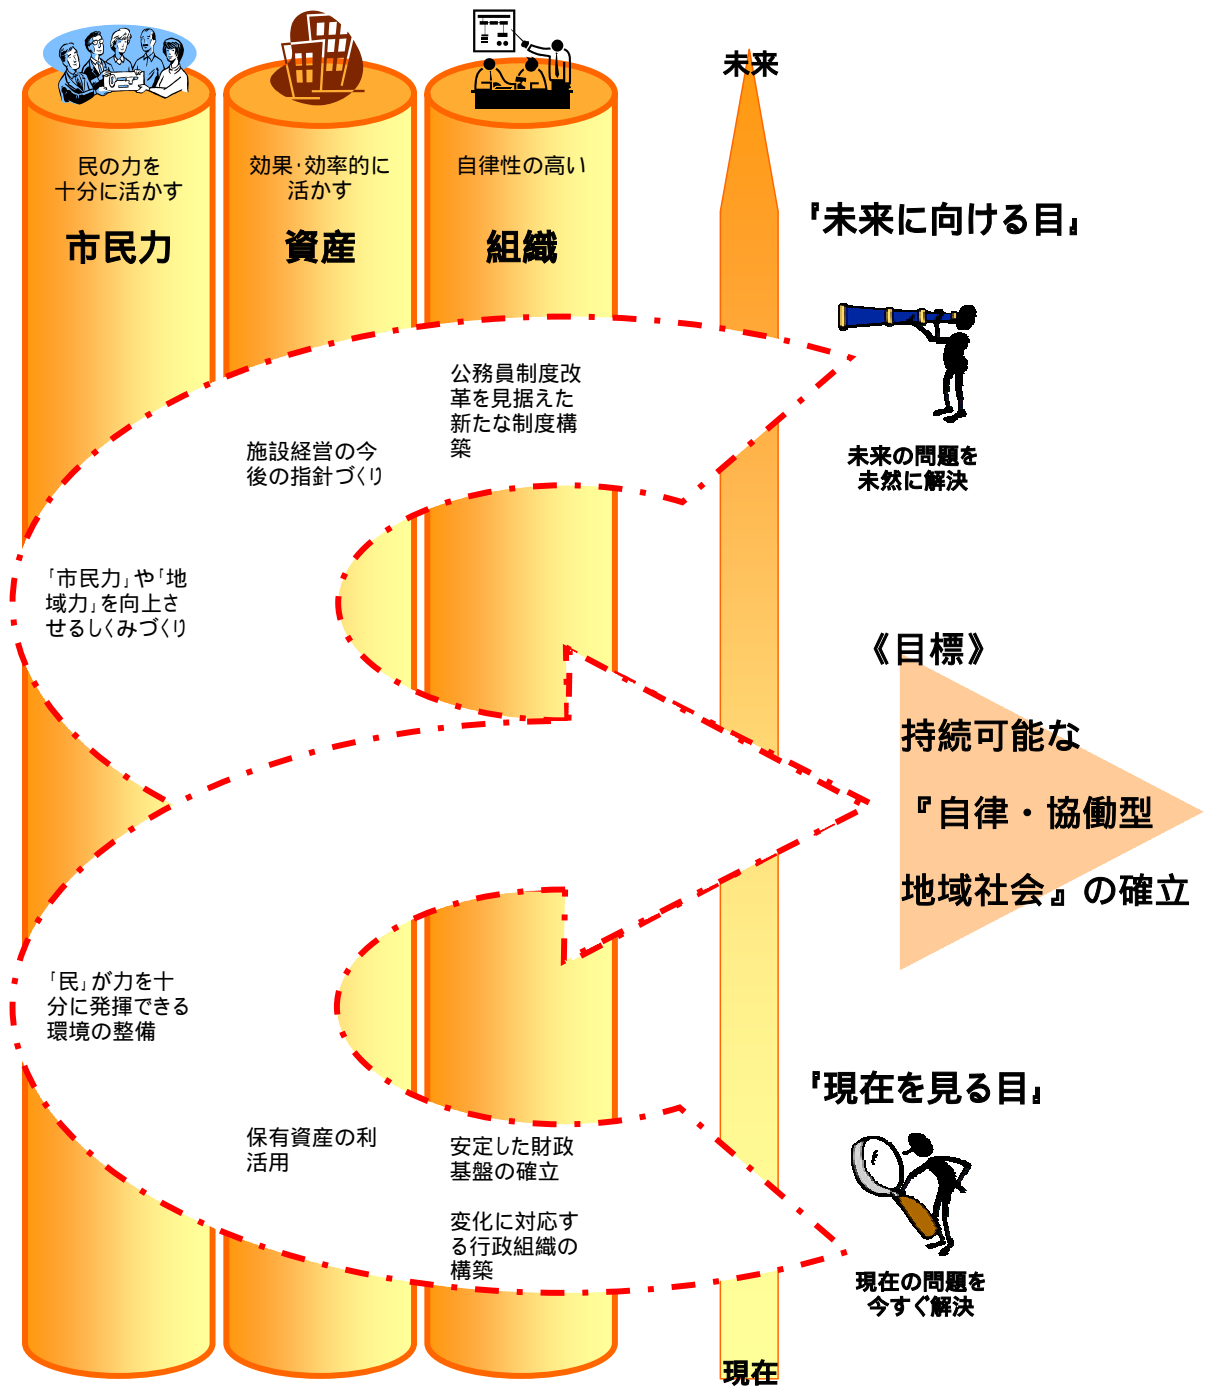 民の力を
十分に活かす
市民力
効果・効率的に
活かす
資産
自律性の高い
組織
未来
『未来に向ける目』
公務員制度改
革を見据えた
新たな制度構
築
施設経営の今
後の指針づくり
未来の問題を
未然に解決
「市民力」や「地
域力」を向上さ
せるしくみづくり
《目標》
持続可能な
『自律・協働型
地域社会』の確立
「民」が力を十
分に発揮できる
環境の整備
『現在を見る目』
保有資産の利
活用
安定した財政
基盤の確立
変化に対応す
る行政組織の
構築
現在の問題を
今すぐ解決
現在